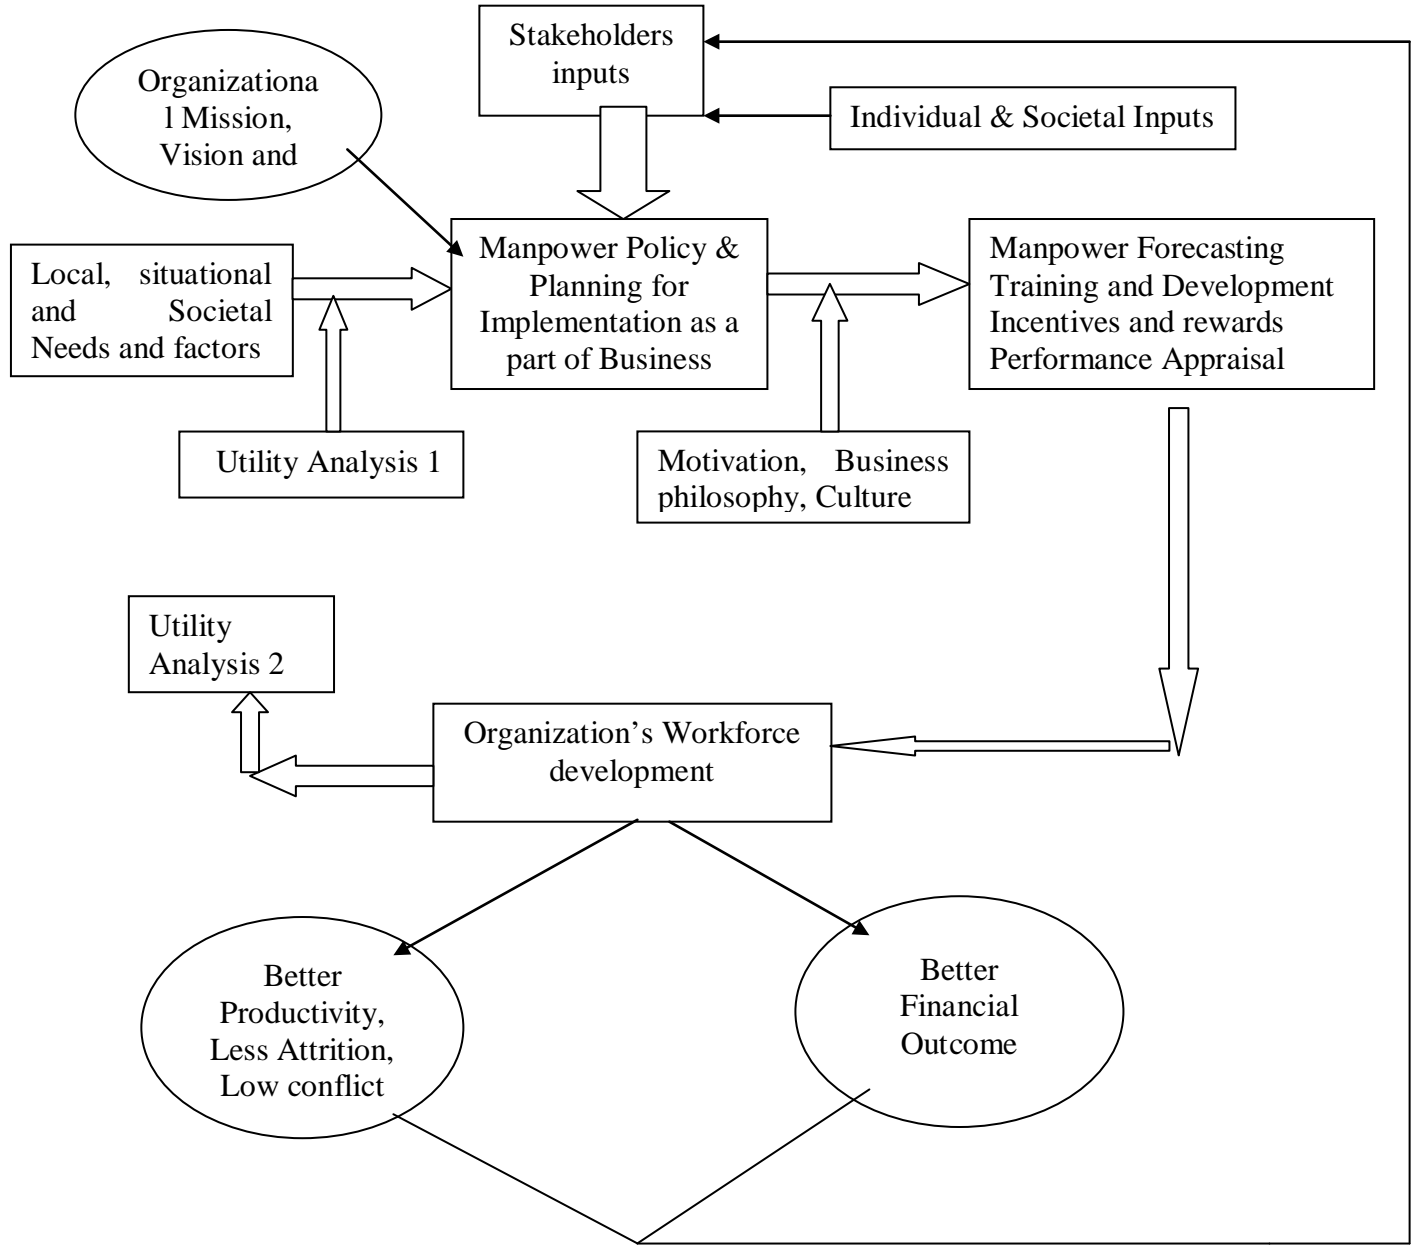 Stakeholders
inputs
Organizationa
l Mission,
Vision and
Individual & Societal Inputs
Local, situational
and Societal
Needs and factors
Manpower Policy &
Planning for
Implementation as a
part of Business
Manpower Forecasting
Training and Development
Incentives and rewards
Performance Appraisal
Utility Analysis 1
Motivation, Business
philosophy, Culture
Utility
Analysis 2
Organization’s Workforce
development
Better
Productivity,
Less Attrition,
Low conflict
Better
Financial
Outcome